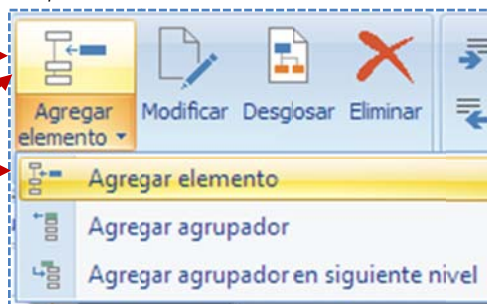 Agregar elemento Modificar Desglosar Eliminar
Agregar elemento
Agregar agrupador
Agregar agrupador en siguiente nivel